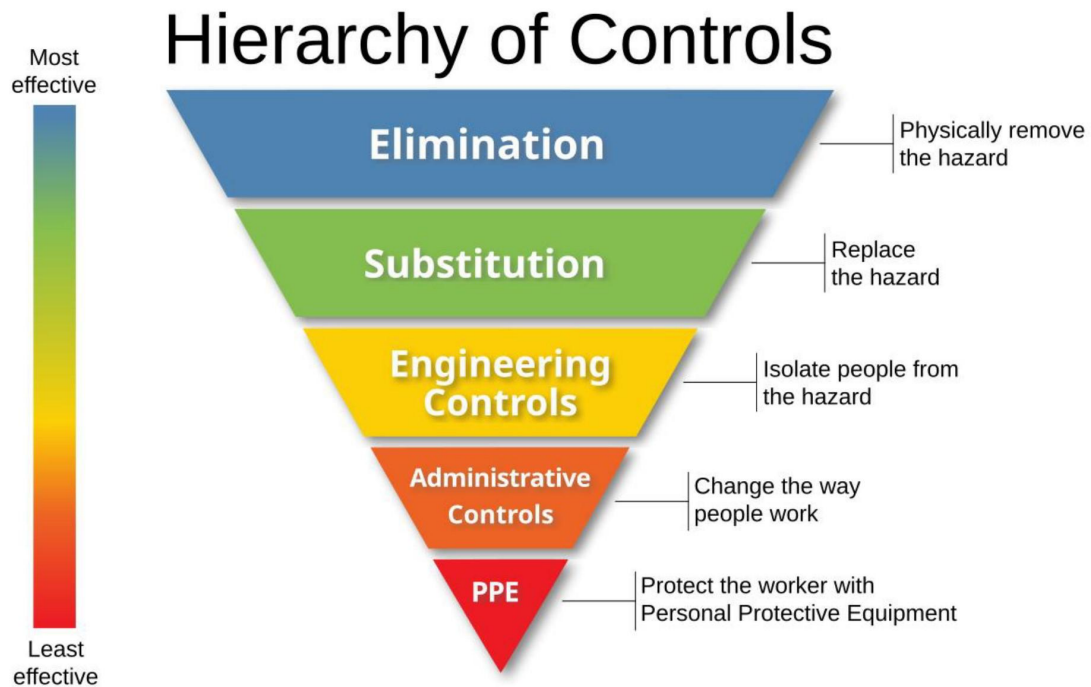 Hierarchy of Controls
Most
effective
Elimination
Physically remove
the hazard
Substitution
Replace
the hazard
Engineering
Controls
Isolate people from
the hazard
Administrative
Controls
Change the way
people work
PPE
Protect the worker with
Personal Protective Equipment
Least
effective